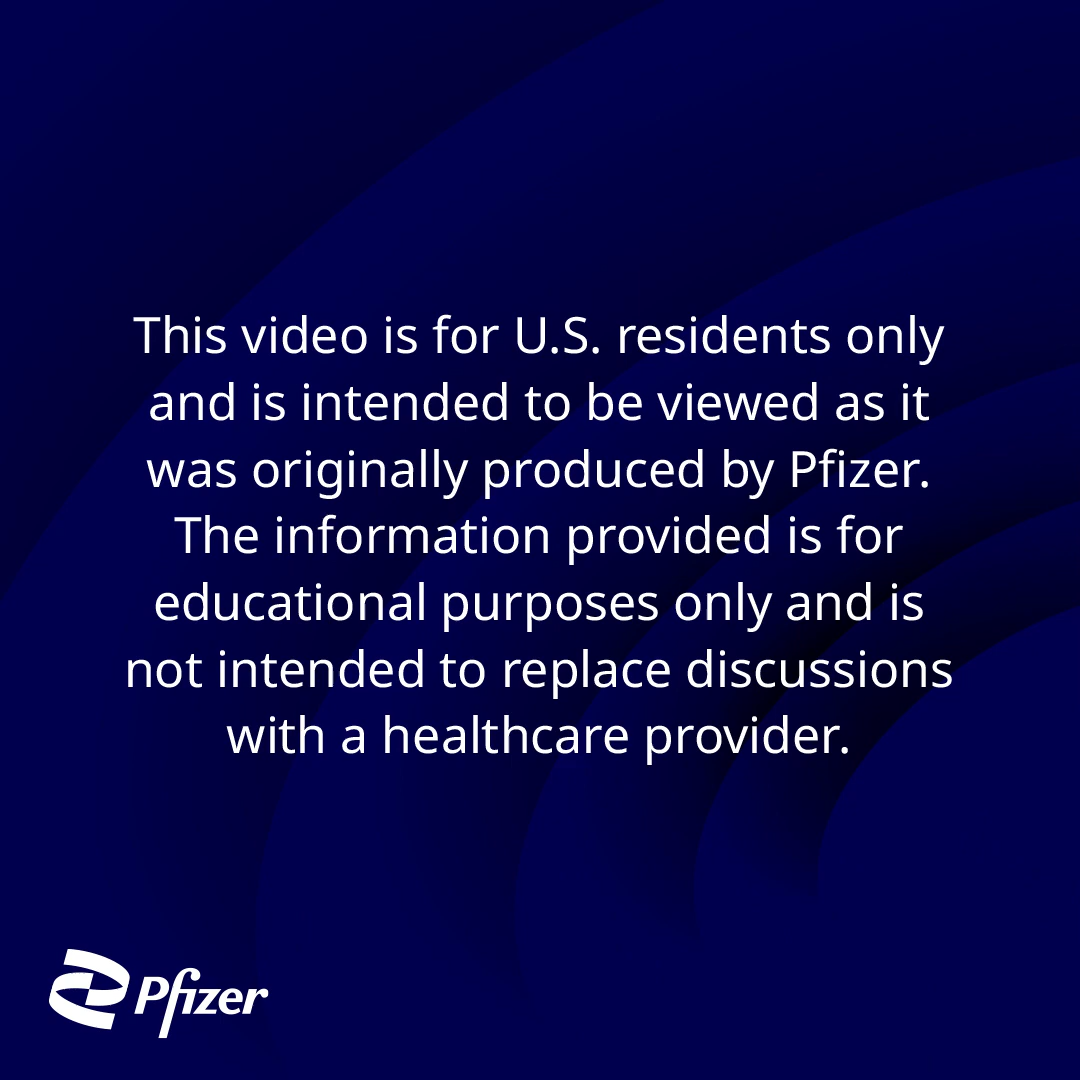 This video is for U.S. residents only
and is intended to be viewed as it
was originally produced by Pfizer.
The information provided is for
educational purposes only and is
not intended to replace discussions
with a healthcare provider.
Pfizer